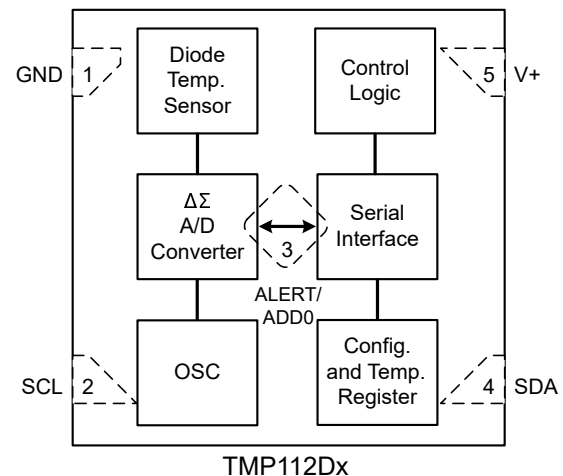 GND
1
Diode
Temp.
Sensor
Control
Logic
5
V+
ΔΣ
A/D
Converter
3
Serial
Interface
ALERT/
ADD0
SCL
2
OSC
Config.
and Temp.
Register
4
SDA
TMP112Dx